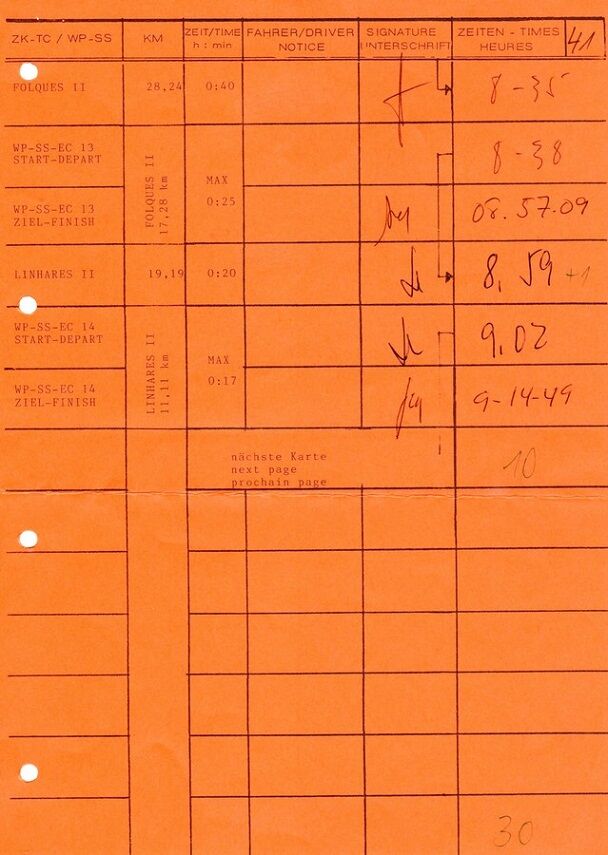 ZK-TC / WP-SS KM ZEIT/TIME FAHRER/DRIVER SIGNATURE ZEITEN - TIMES 41
h : min NOTICE UNTERSCHRIFT HEURES
FOLQUES II 28,24 0:40 8-35
WP-SS-EC 13
START-DEPART 8-38
FOLQUES II
17,28 km
MAX
0:25
WP-SS-EC 13
ZIEL-FINISH 08.57.09
LINHARES II 19,19 0:20 8,59 +1
WP-SS-EC 14
START-DEPART 9,02
LINHARES II
11,11 km
MAX
0:17
WP-SS-EC 14
ZIEL-FINISH 9-14-49
nächste Karte
next page 10
prochain page
30